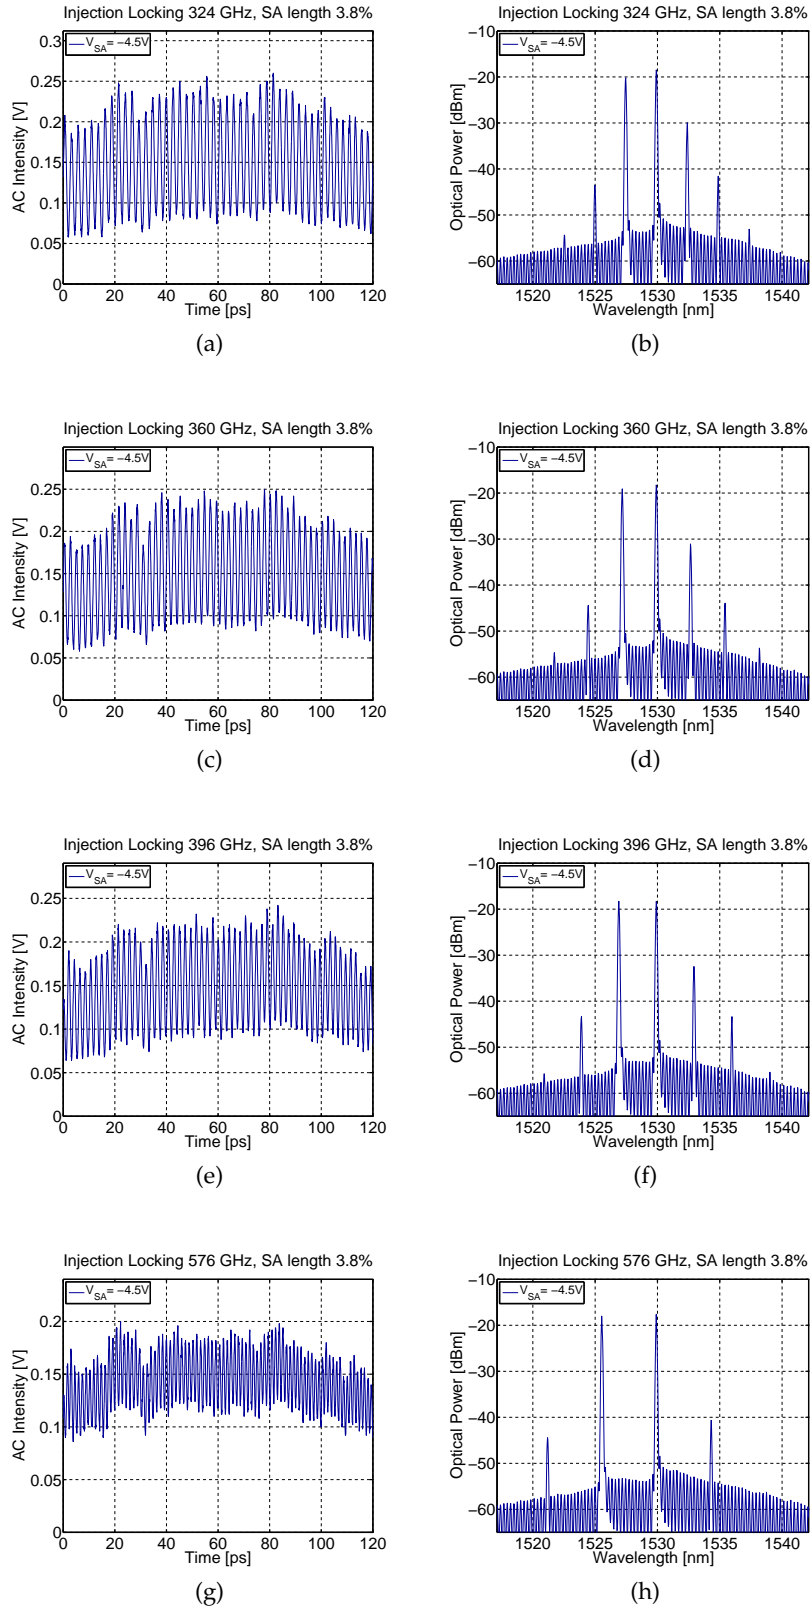 Injection Locking 324 GHz, SA length 3.8%
V_SA = −4.5V
AC Intensity [V]
0.3
0.25
0.2
0.15
0.1
0.05
0
0 20 40 60 80 100 120
Time [ps]
(a)
Injection Locking 324 GHz, SA length 3.8%
V_SA = −4.5V
Optical Power [dBm]
−10
−20
−30
−40
−50
−60
1520 1525 1530 1535 1540
Wavelength [nm]
(b)
Injection Locking 360 GHz, SA length 3.8%
V_SA = −4.5V
AC Intensity [V]
0.25
0.2
0.15
0.1
0.05
0
0 20 40 60 80 100 120
Time [ps]
(c)
Injection Locking 360 GHz, SA length 3.8%
V_SA = −4.5V
Optical Power [dBm]
−10
−20
−30
−40
−50
−60
1520 1525 1530 1535 1540
Wavelength [nm]
(d)
Injection Locking 396 GHz, SA length 3.8%
V_SA = −4.5V
AC Intensity [V]
0.25
0.2
0.15
0.1
0.05
0
0 20 40 60 80 100 120
Time [ps]
(e)
Injection Locking 396 GHz, SA length 3.8%
V_SA = −4.5V
Optical Power [dBm]
−10
−20
−30
−40
−50
−60
1520 1525 1530 1535 1540
Wavelength [nm]
(f)
Injection Locking 576 GHz, SA length 3.8%
V_SA = −4.5V
AC Intensity [V]
0.2
0.15
0.1
0.05
0
0 20 40 60 80 100 120
Time [ps]
(g)
Injection Locking 576 GHz, SA length 3.8%
V_SA = −4.5V
Optical Power [dBm]
−10
−20
−30
−40
−50
−60
1520 1525 1530 1535 1540
Wavelength [nm]
(h)